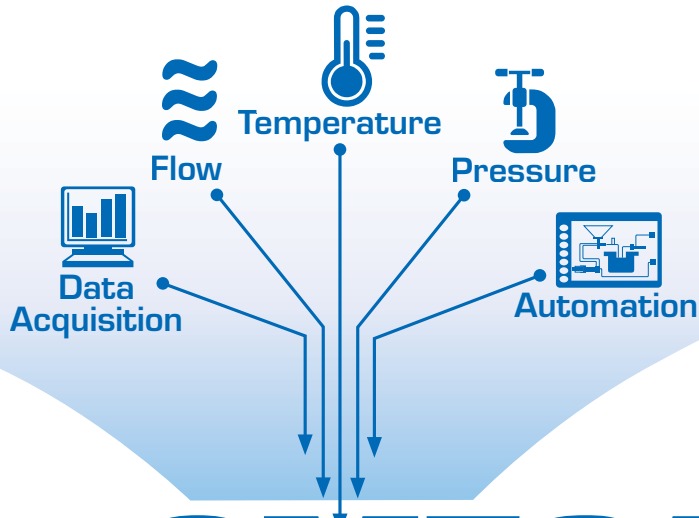 Temperature
Flow
Pressure
Data
Acquisition
Automation